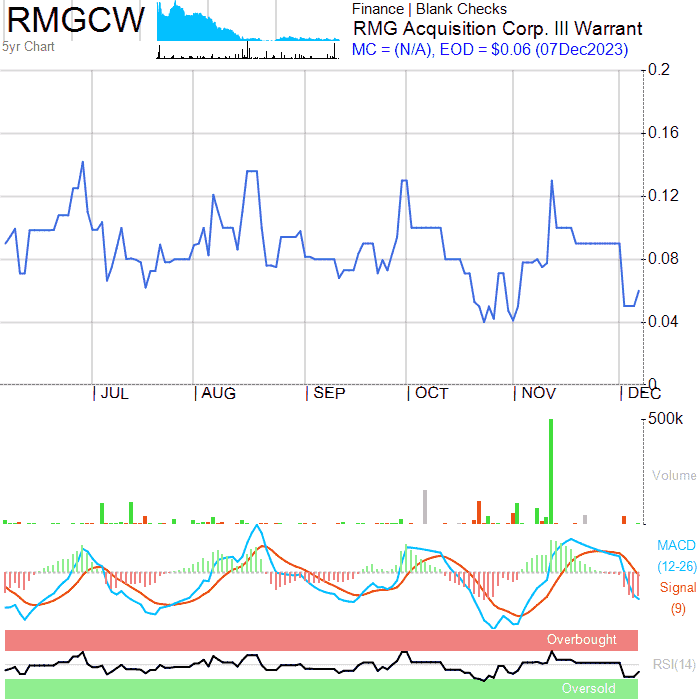 RMGCW
5yr Chart
Finance | Blank Checks
RMG Acquisition Corp. III Warrant
MC = (N/A), EOD = $0.06 (07Dec2023)
0.2
0.16
0.12
0.08
0.04
0
JUL AUG SEP OCT NOV DEC
500k
Volume
MACD
(12-26)
Signal
(9)
Overbought
RSI(14)
Oversold